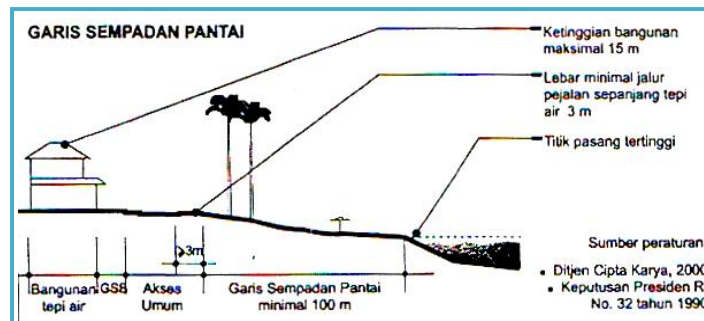 GARIS SEMPADAN PANTAI
Ketinggian bangunan
maksimal 15 m
Lebar minimal jalur
pejalan sepanjang tepi
air 3 m
Titik pasang tertinggi
>3m
Bangunan
tepi air
GSB
Akses
Umum
Garis Sempadan Pantai
minimal 100 m
Sumber peraturan
• Ditjen Cipta Karya, 2000
• Keputusan Presiden R
No. 32 tahun 1990